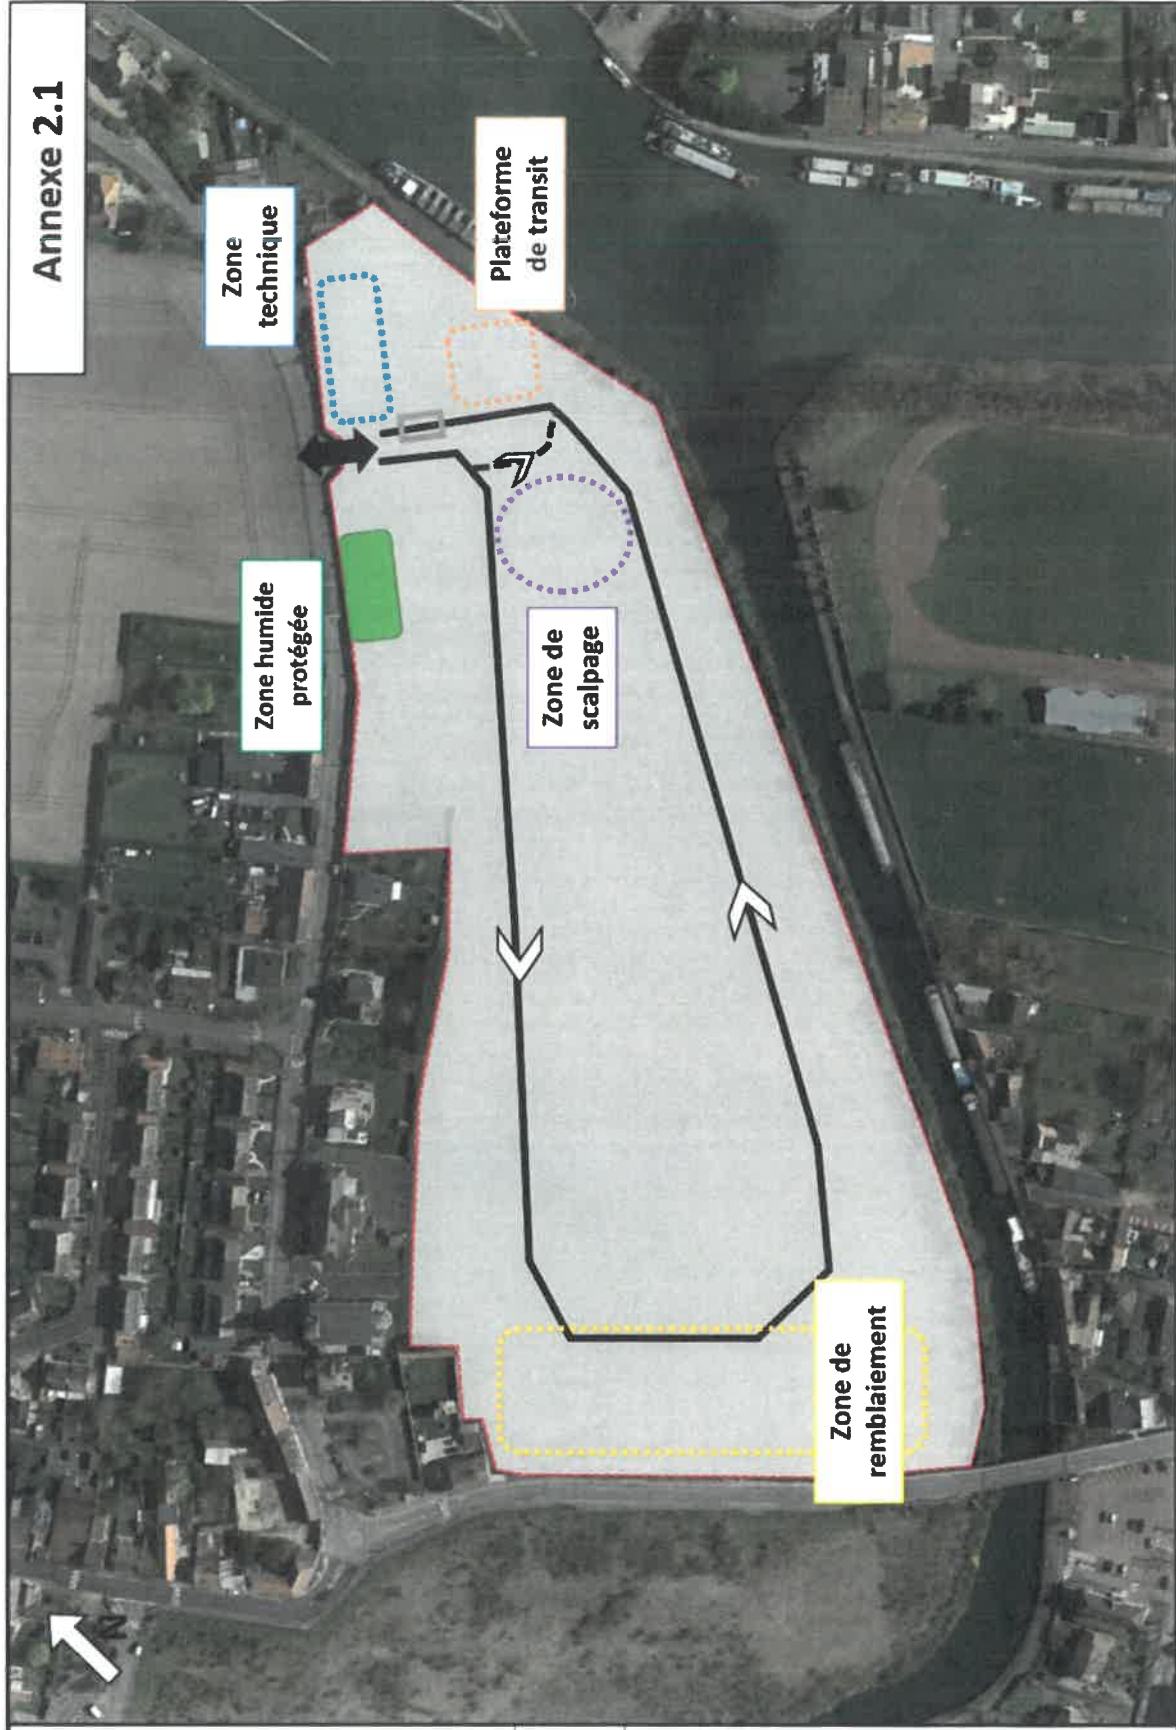 Annexe 2.1
Zone
technique
Plateforme
de transit
Zone humide
protégée
Zone de
scalpage
Zone de
remblaiement
N